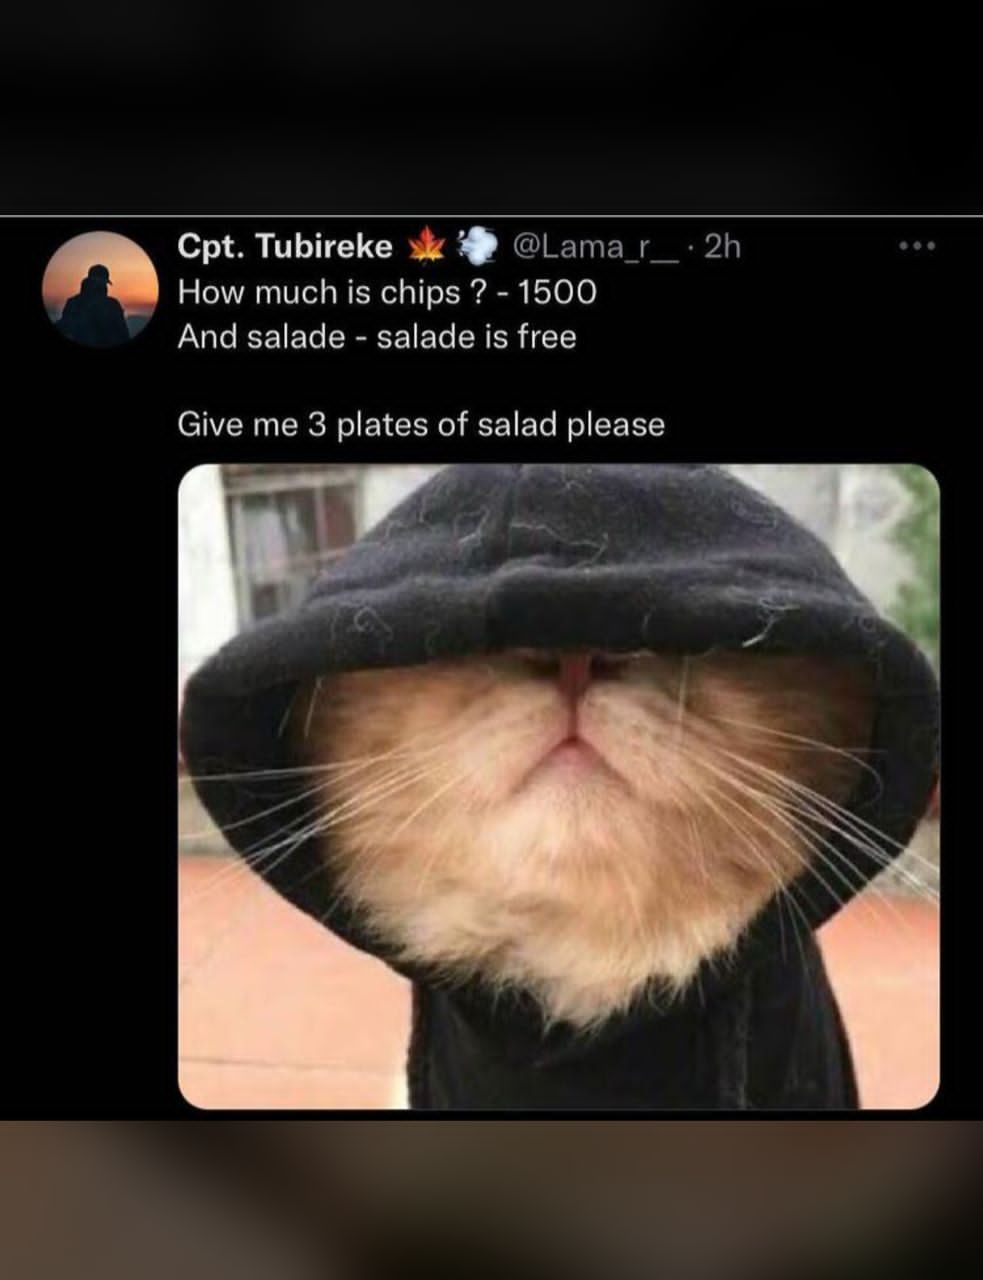 Cpt. Tubireke 🍁💨 @Lama_r__ · 2h
How much is chips ? - 1500
And salade - salade is free
Give me 3 plates of salad please